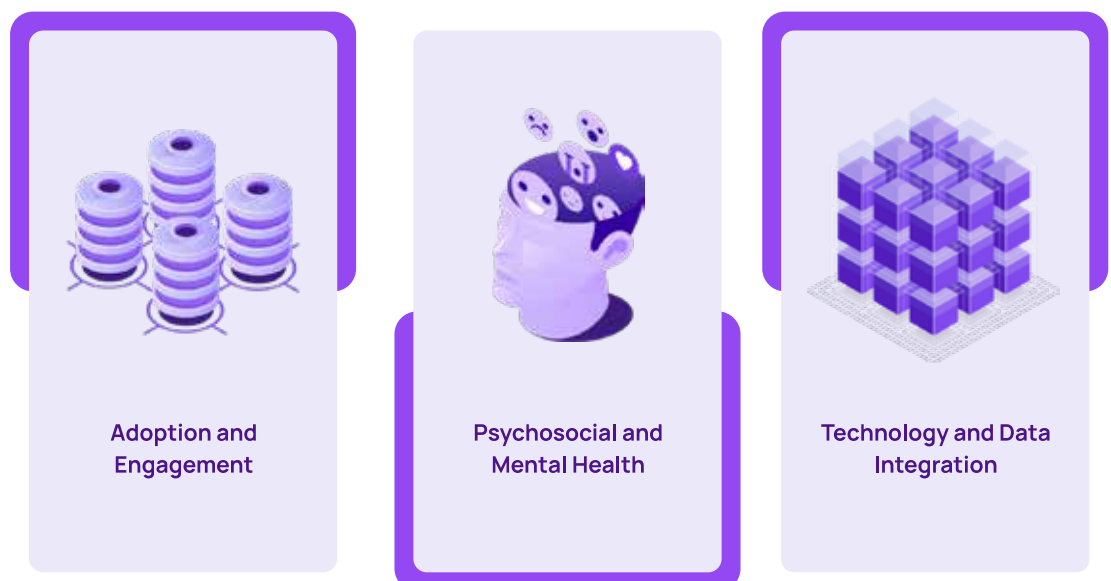 Adoption and
Engagement
Psychosocial and
Mental Health
Technology and Data
Integration